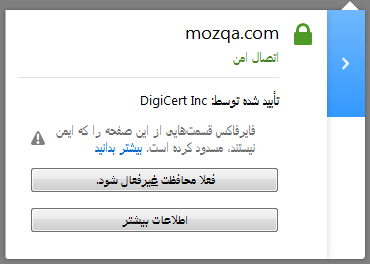 mozqa.com
اتصال امن
تأیید شده توسط: DigiCert Inc
فایرفاکس قسمت‌هایی از این صفحه را که ایمن
نیستند، مسدود کرده است. بیشتر بدانید
فعلا محافظت غیرفعال شود.
اطلاعات بیشتر